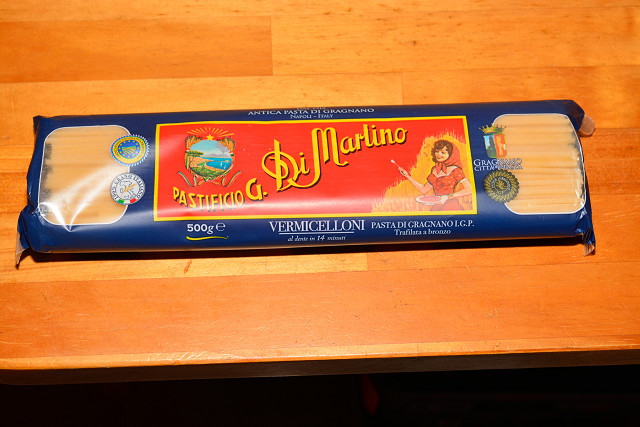 ANTICA PASTA DI GRAGNANO
NAPOLI - ITALY
PASTIFICIO G. Di Martino
GRAGNANO
CITTÀ DELLA PASTA
500g e
VERMICELLONI
al dente in 14 minuti
PASTA DI GRAGNANO I.G.P.
Trafilata a bronzo